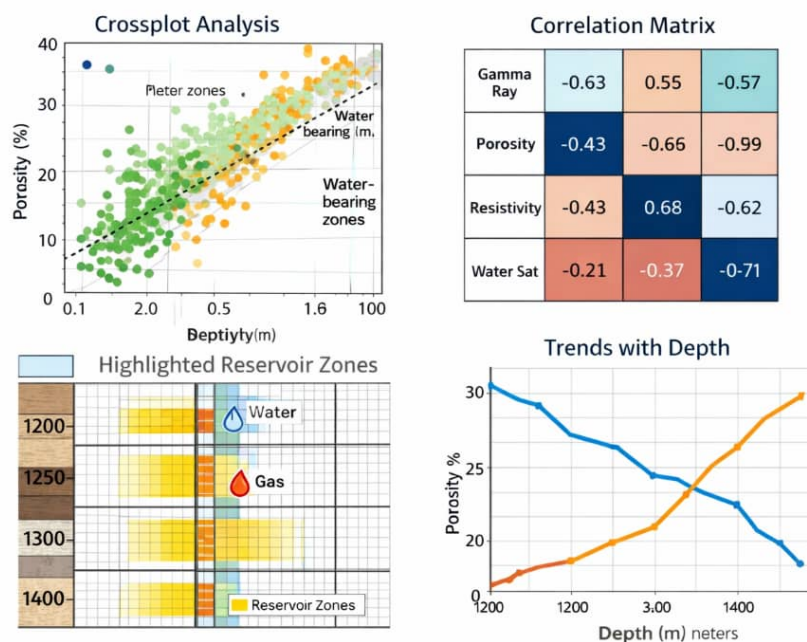 Crossplot Analysis
40
30
20
10
0
Porosity (%)
Pleter zones
Water
bearing (m.
Water-
bearing
zones
0.1 2.0 0.5 1.6 100
Deptiyty(m)
Correlation Matrix
Gamma
Ray
-0.63 0.55 -0.57
Porosity
-0.43 -0.66 -0.99
Resistivity
-0.43 0.68 -0.62
Water Sat
-0.21 -0.37 -0-71
Highlighted Reservoir Zones
1200
Water
1250
Gas
1300
1400
Reservoir Zones
Trends with Depth
30
25
20
0
Porosity %
1200 1200 3:00 1400
Depth (m) neters